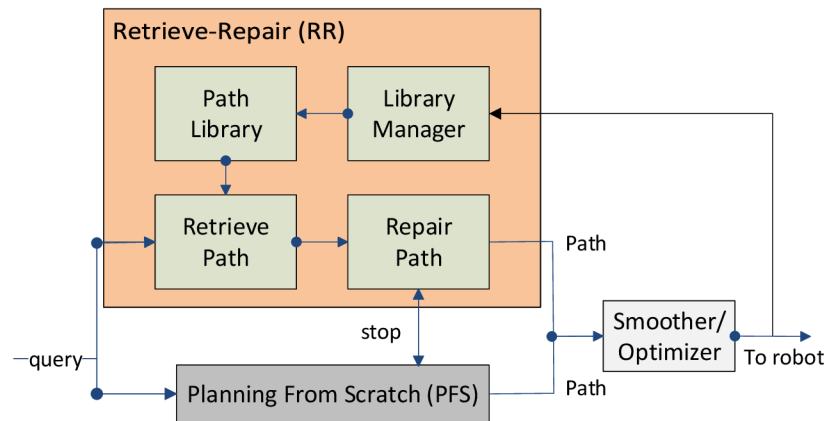 Retrieve-Repair (RR)
Path
Library
Library
Manager
Retrieve
Path
Repair
Path
Path
stop
query
Smoother/
Optimizer
To robot
Planning From Scratch (PFS)
Path